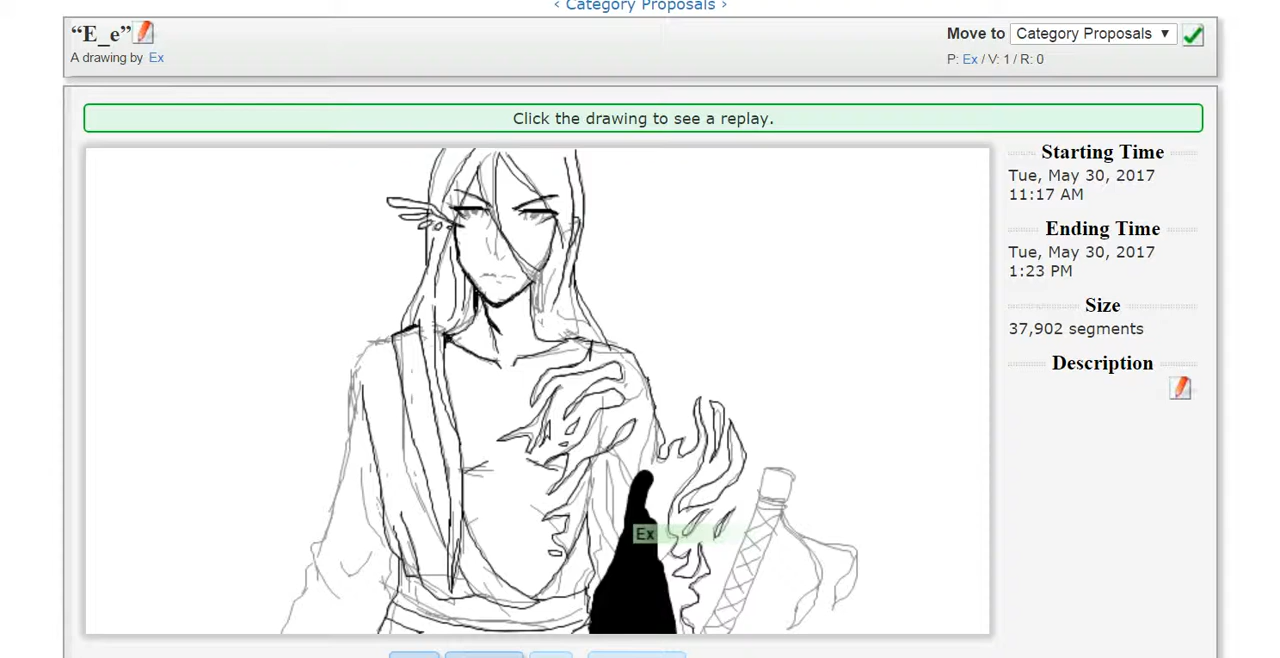 ‹ Category Proposals ›
“E_e”
A drawing by Ex
Move to Category Proposals ▼
P: Ex / V: 1 / R: 0
Click the drawing to see a replay.
Starting Time
Tue, May 30, 2017
11:17 AM
Ending Time
Tue, May 30, 2017
1:23 PM
Size
37,902 segments
Description
Ex